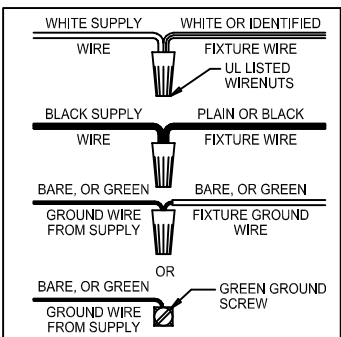 WHITE SUPPLY WHITE OR IDENTIFIED
WIRE FIXTURE WIRE
UL LISTED
WIRENUTS
BLACK SUPPLY PLAIN OR BLACK
WIRE FIXTURE WIRE
BARE, OR GREEN BARE, OR GREEN
GROUND WIRE FIXTURE GROUND
FROM SUPPLY WIRE
OR
BARE, OR GREEN GREEN GROUND
SCREW
GROUND WIRE
FROM SUPPLY